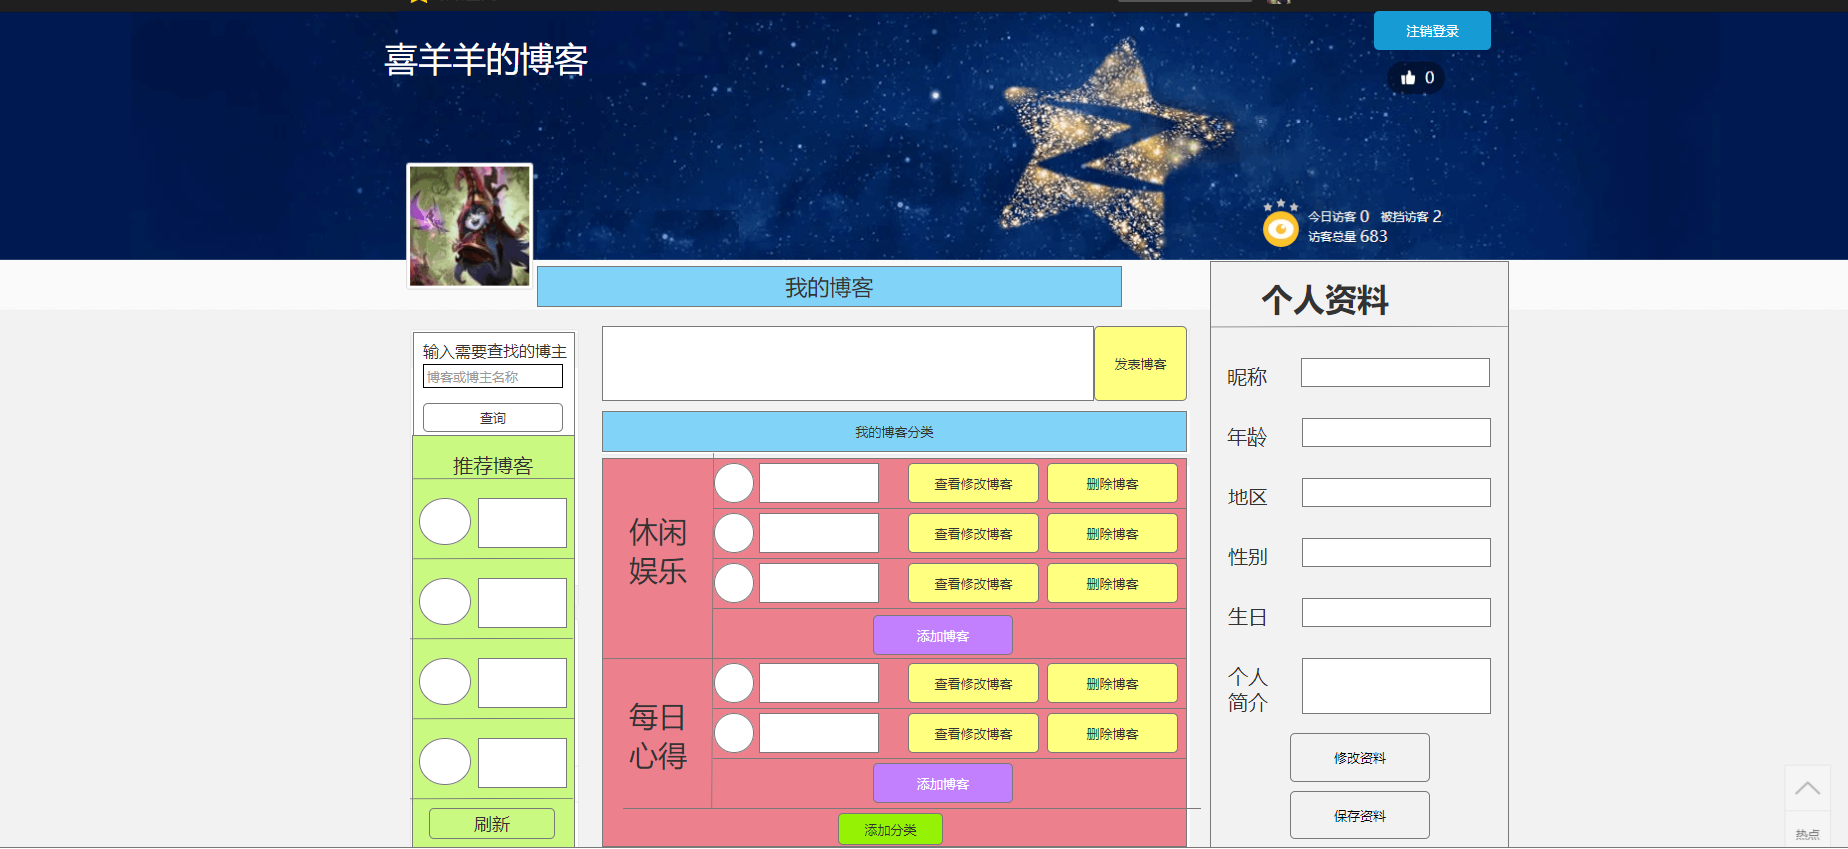 注销登录
喜羊羊的博客
0
今日访客 0 被挡访客 2
访客总量 683
我的博客
个人资料
输入需要查找的博主
博客或博主名称
查询
推荐博客
刷新
发表博客
我的博客分类
休闲
娱乐
查看修改博客 删除博客
查看修改博客 删除博客
查看修改博客 删除博客
添加博客
每日
心得
查看修改博客 删除博客
查看修改博客 删除博客
添加博客
添加分类
昵称
年龄
地区
性别
生日
个人
简介
修改资料
保存资料
热点